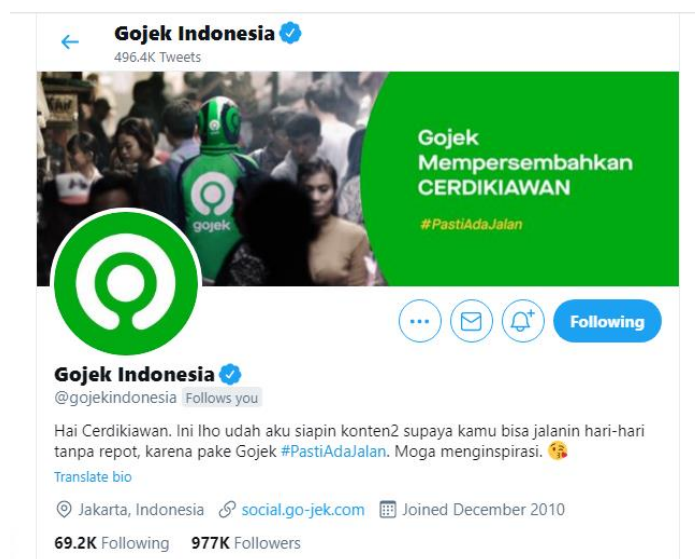 Gojek Indonesia
496.4K Tweets
gojek
Gojek
Mempersembahkan
CERDIKIAWAN
#PastiAdaJalan
Following
Gojek Indonesia
@gojekindonesia Follows you
Hai Cerdikiawan. Ini lho udah aku siapin konten2 supaya kamu bisa jalanin hari-hari
tanpa repot, karena pake Gojek #PastiAdaJalan. Moga menginspirasi. 😘
Translate bio
Jakarta, Indonesia social.go-jek.com Joined December 2010
69.2K Following 977K Followers